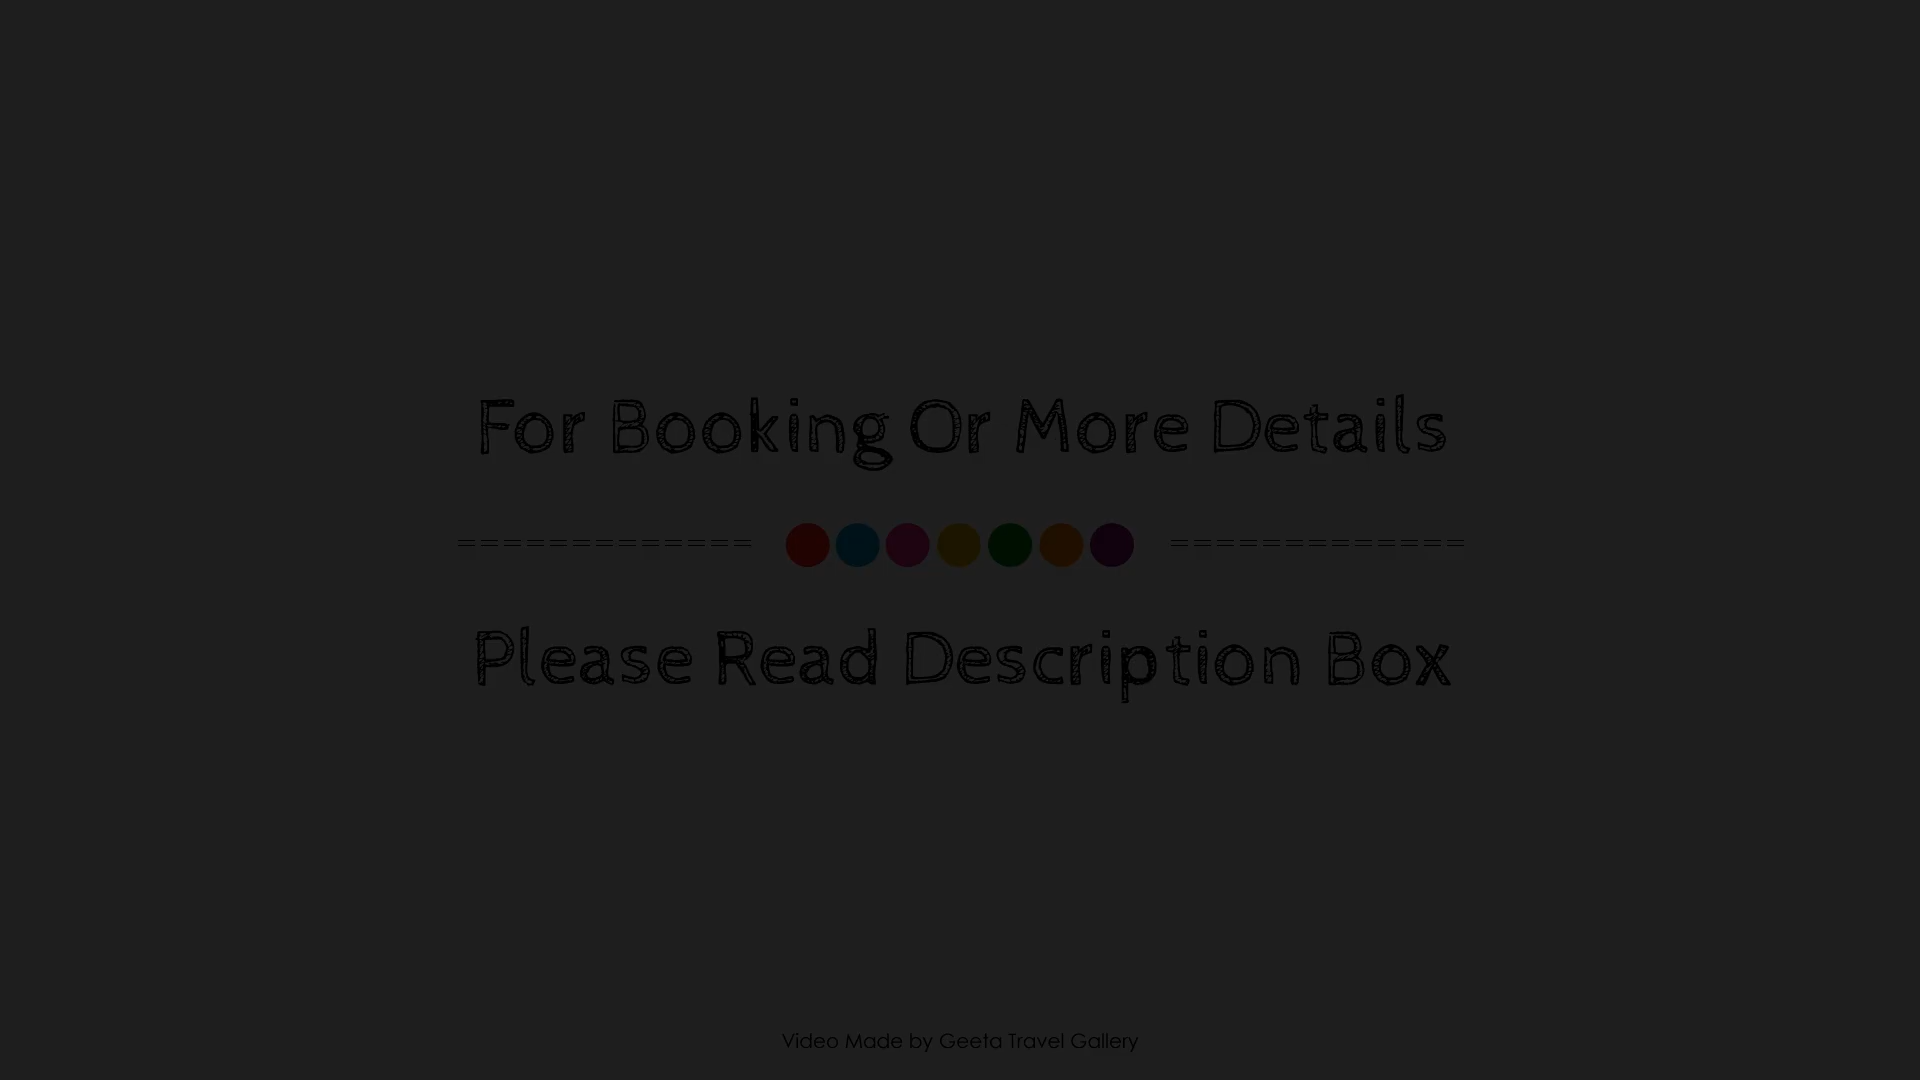 For Booking Or More Details
============= =============
Please Read Description Box
Video Made by Geeta Travel Gallery